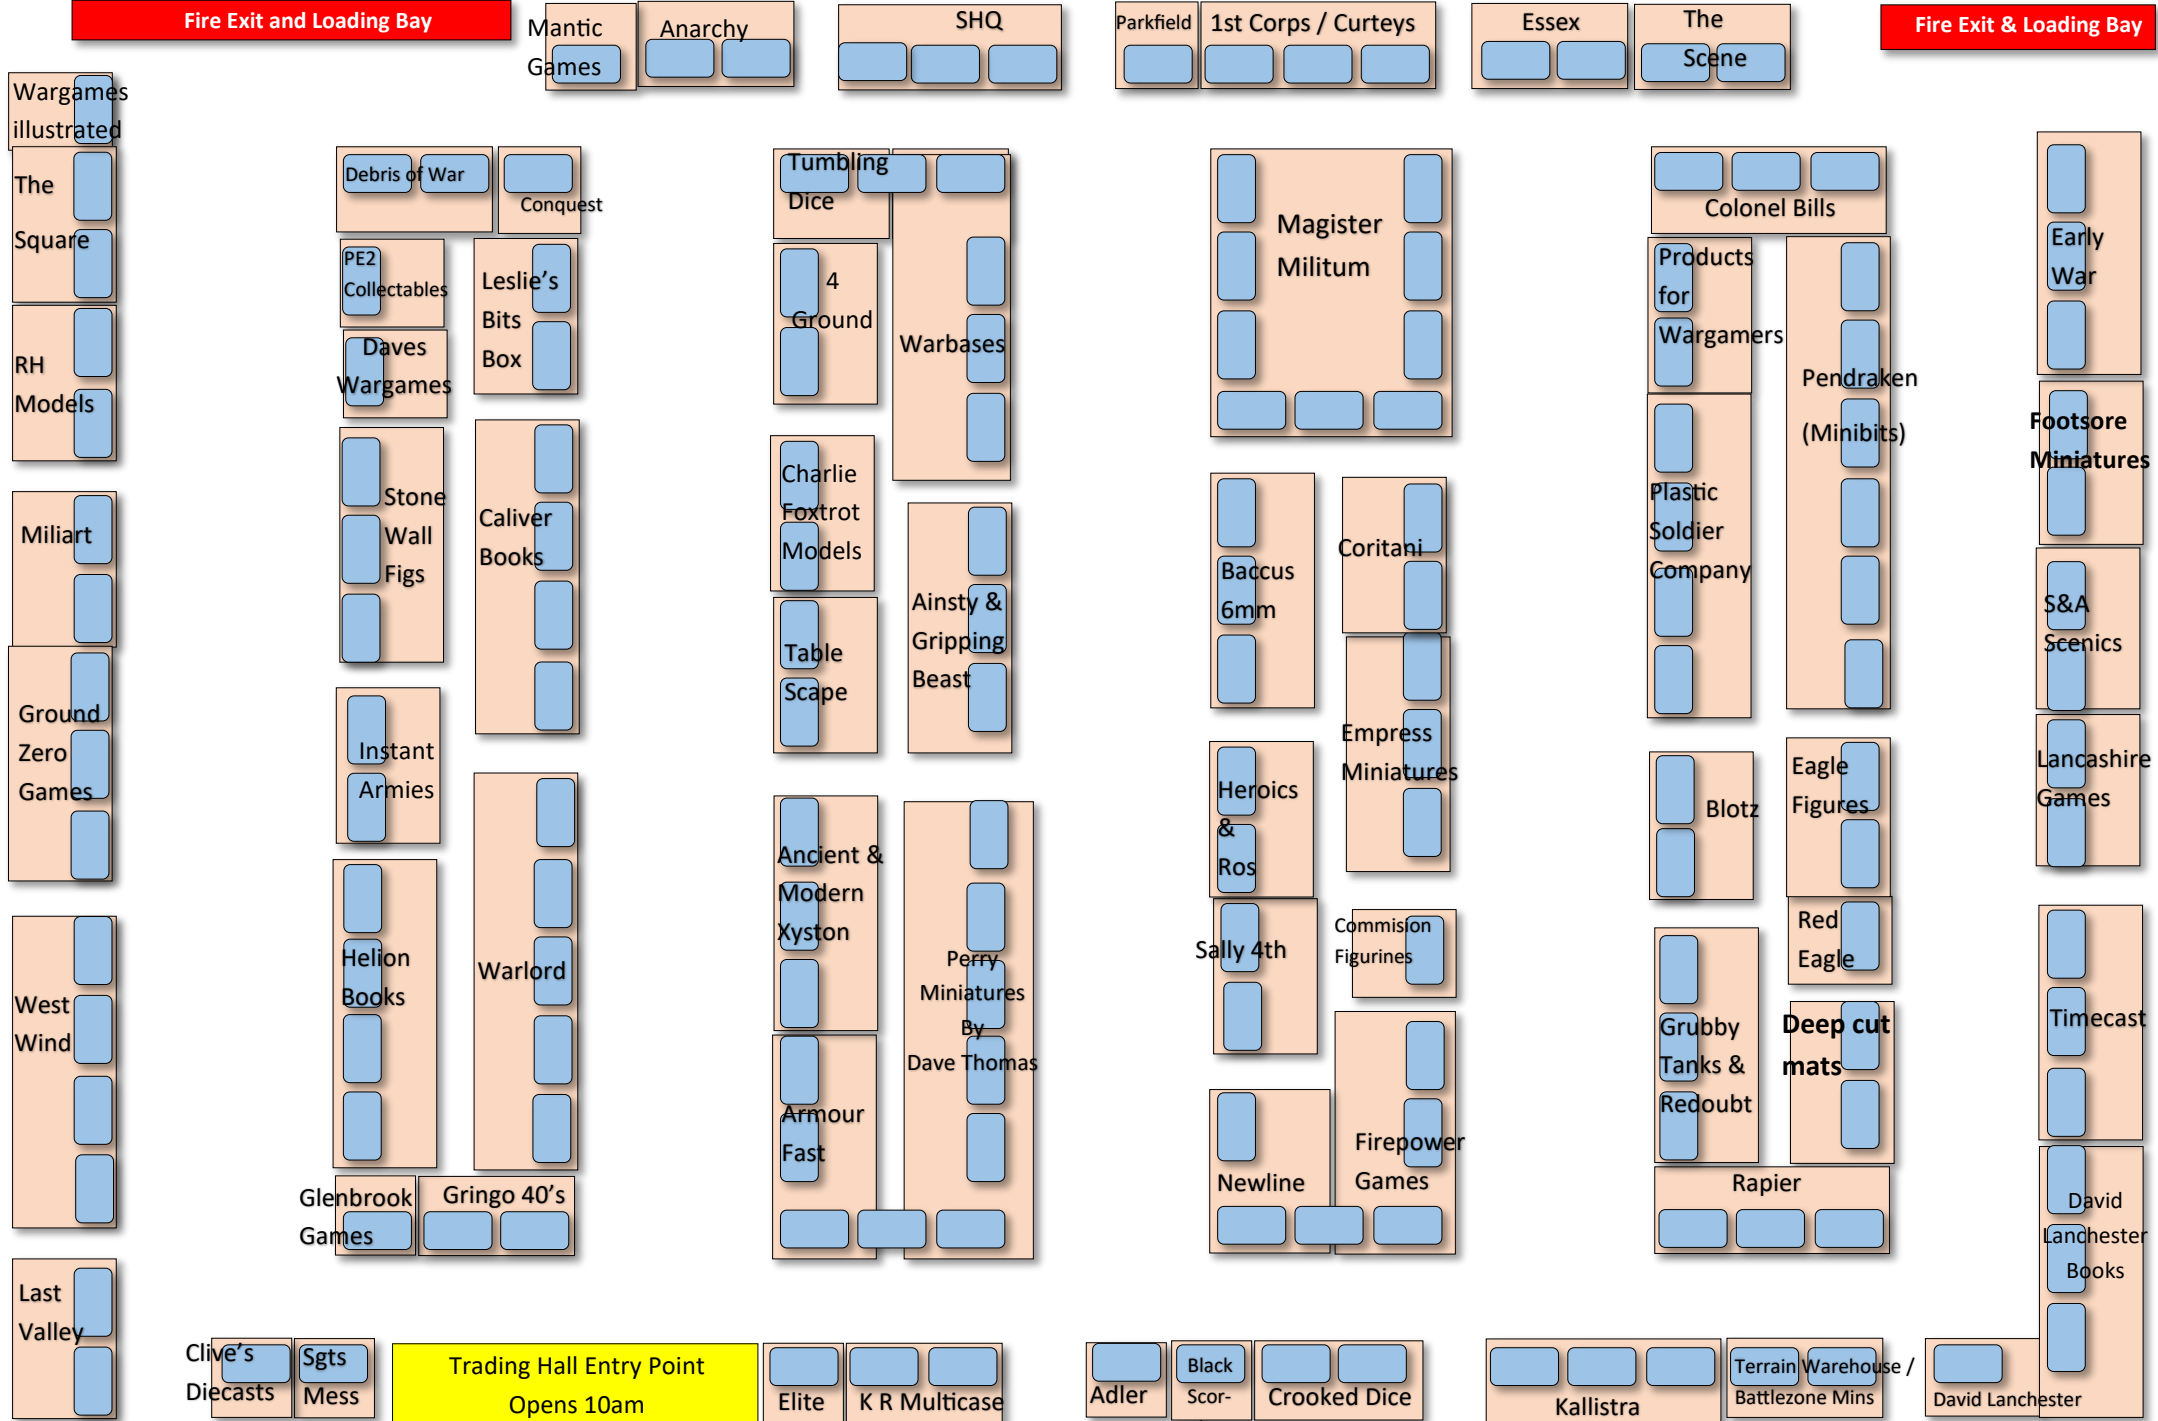 Fire Exit and Loading Bay
Mantic
Games
Anarchy
SHQ
Parkfield
1st Corps / Curteys
Essex
The
Scene
Fire Exit & Loading Bay
Wargames
illustrated
The
Square
RH
Models
Miliart
Ground
Zero
Games
West
Wind
Last
Valley
Debris of War
Conquest
PE2
Collectables
Leslie's
Bits
Box
Daves
Wargames
Stone
Wall
Figs
Caliver
Books
Instant
Armies
Helion
Books
Warlord
Glenbrook
Games
Gringo 40's
Tumbling
Dice
4
Ground
Warbases
Charlie
Foxtrot
Models
Table
Scape
Ainsty &
Gripping
Beast
Ancient &
Modern
Xyston
Perry
Miniatures
By
Dave Thomas
Armour
Fast
Magister
Militum
Baccus
6mm
Coritani
Empress
Miniatures
Heroics
&
Ros
Sally 4th
Commision
Figurines
Newline
Firepower
Games
Colonel Bills
Products
for
Wargamers
Pendraken
(Minibits)
Plastic
Soldier
Company
Blotz
Eagle
Figures
Red
Eagle
Grubby
Tanks &
Redoubt
Deep cut
mats
Rapier
Early
War
Footsore
Miniatures
S&A
Scenics
Lancashire
Games
Timecast
David
Lanchester
Books
Clive's
Diecasts
Sgts
Mess
Trading Hall Entry Point
Opens 10am
Elite
K R Multicase
Adler
Black
Scor-
Crooked Dice
Kallistra
Terrain Warehouse /
Battlezone Mins
David Lanchester